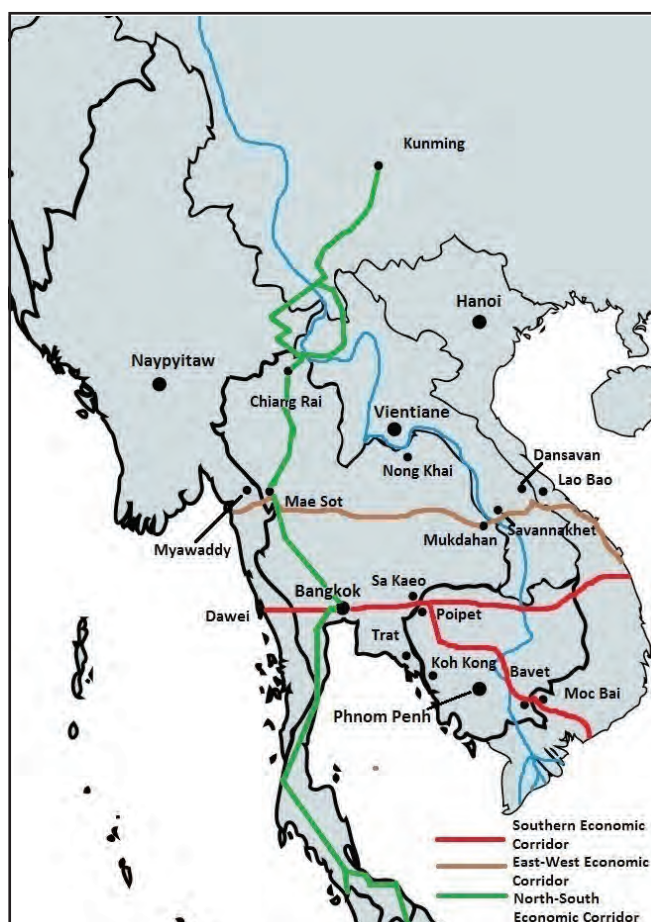 Kunming
Hanoi
Naypyitaw
Chiang Rai
Vientiane
Nong Khai
Dansavan
Lao Bao
Mae Sot
Myawaddy
Mukdahan
Savannakhet
Bangkok
Sa Kaeo
Dawei
Poipet
Trat
Koh Kong
Bavet
Moc Bai
Phnom Penh
Southern Economic
Corridor
East-West Economic
Corridor
North-South
Economic Corridor